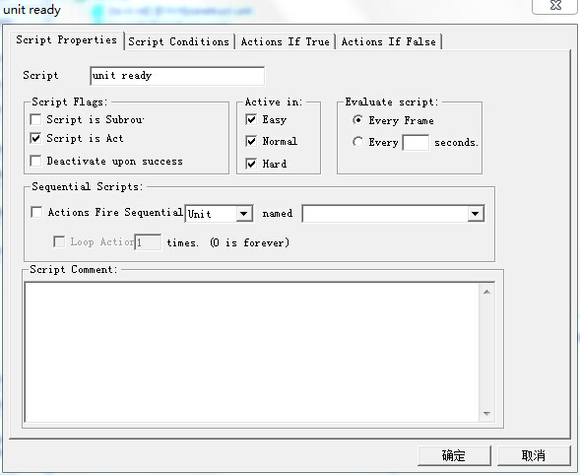 unit ready
Script Properties Script Conditions Actions If True Actions If False
Script unit ready
Script Flags: Active in: Evaluate script:
Script is Subrou Easy Every Frame
Script is Act Normal Every seconds.
Deactivate upon success Hard
Sequential Scripts:
Actions Fire Sequential Unit named
Loop Action 1 times. (0 is forever)
Script Comment:
确定 取消